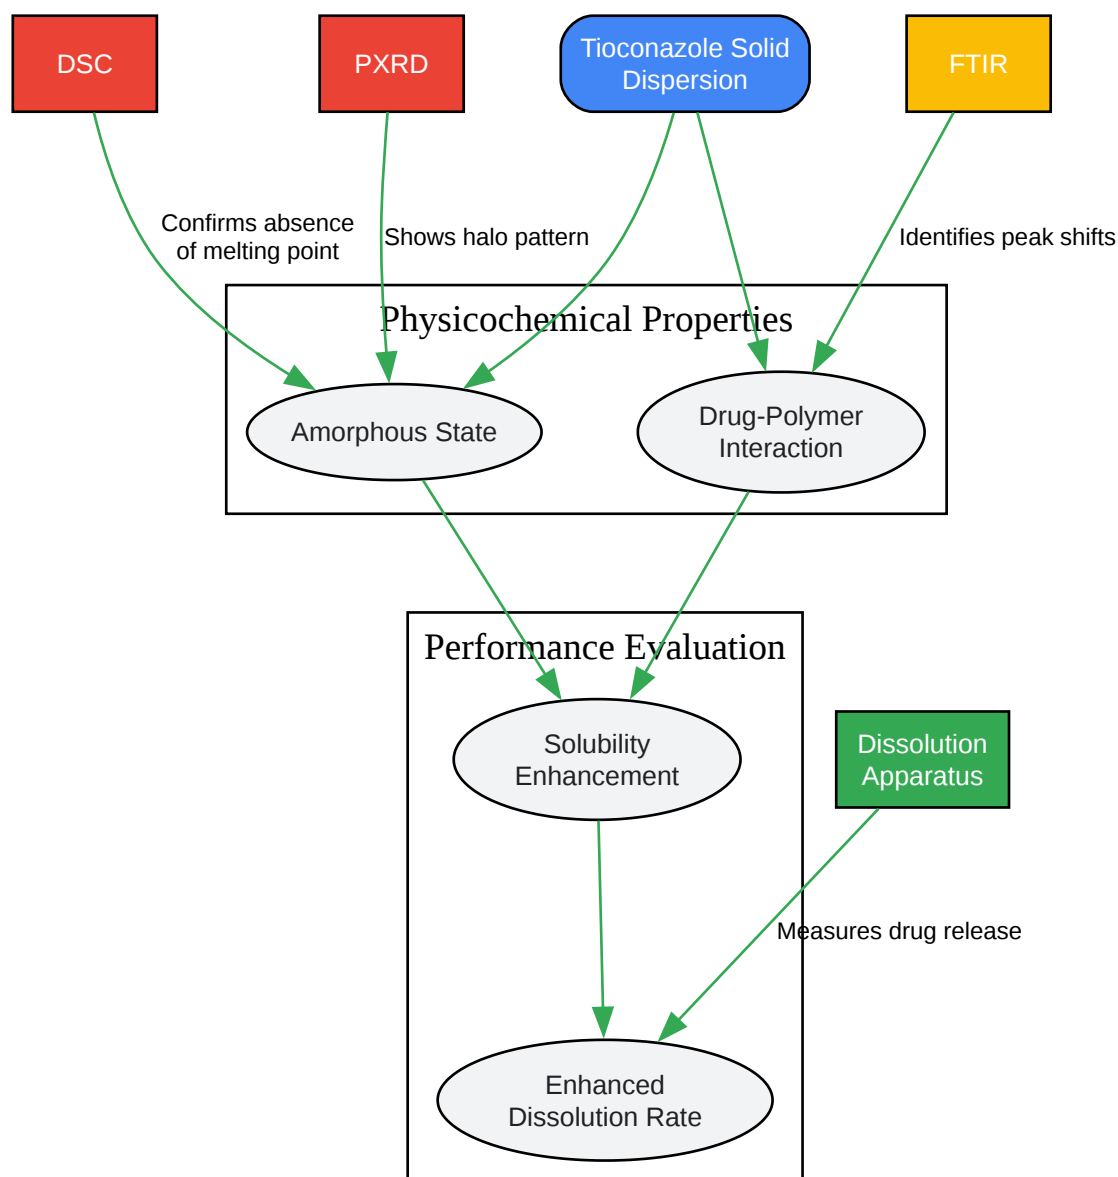 DSC
PXRD
Tioconazole Solid
Dispersion
FTIR
Confirms absence
of melting point
Shows halo pattern
Identifies peak shifts
Physicochemical Properties
Amorphous State
Drug-Polymer
Interaction
Performance Evaluation
Solubility
Enhancement
Dissolution
Apparatus
Measures drug release
Enhanced
Dissolution Rate